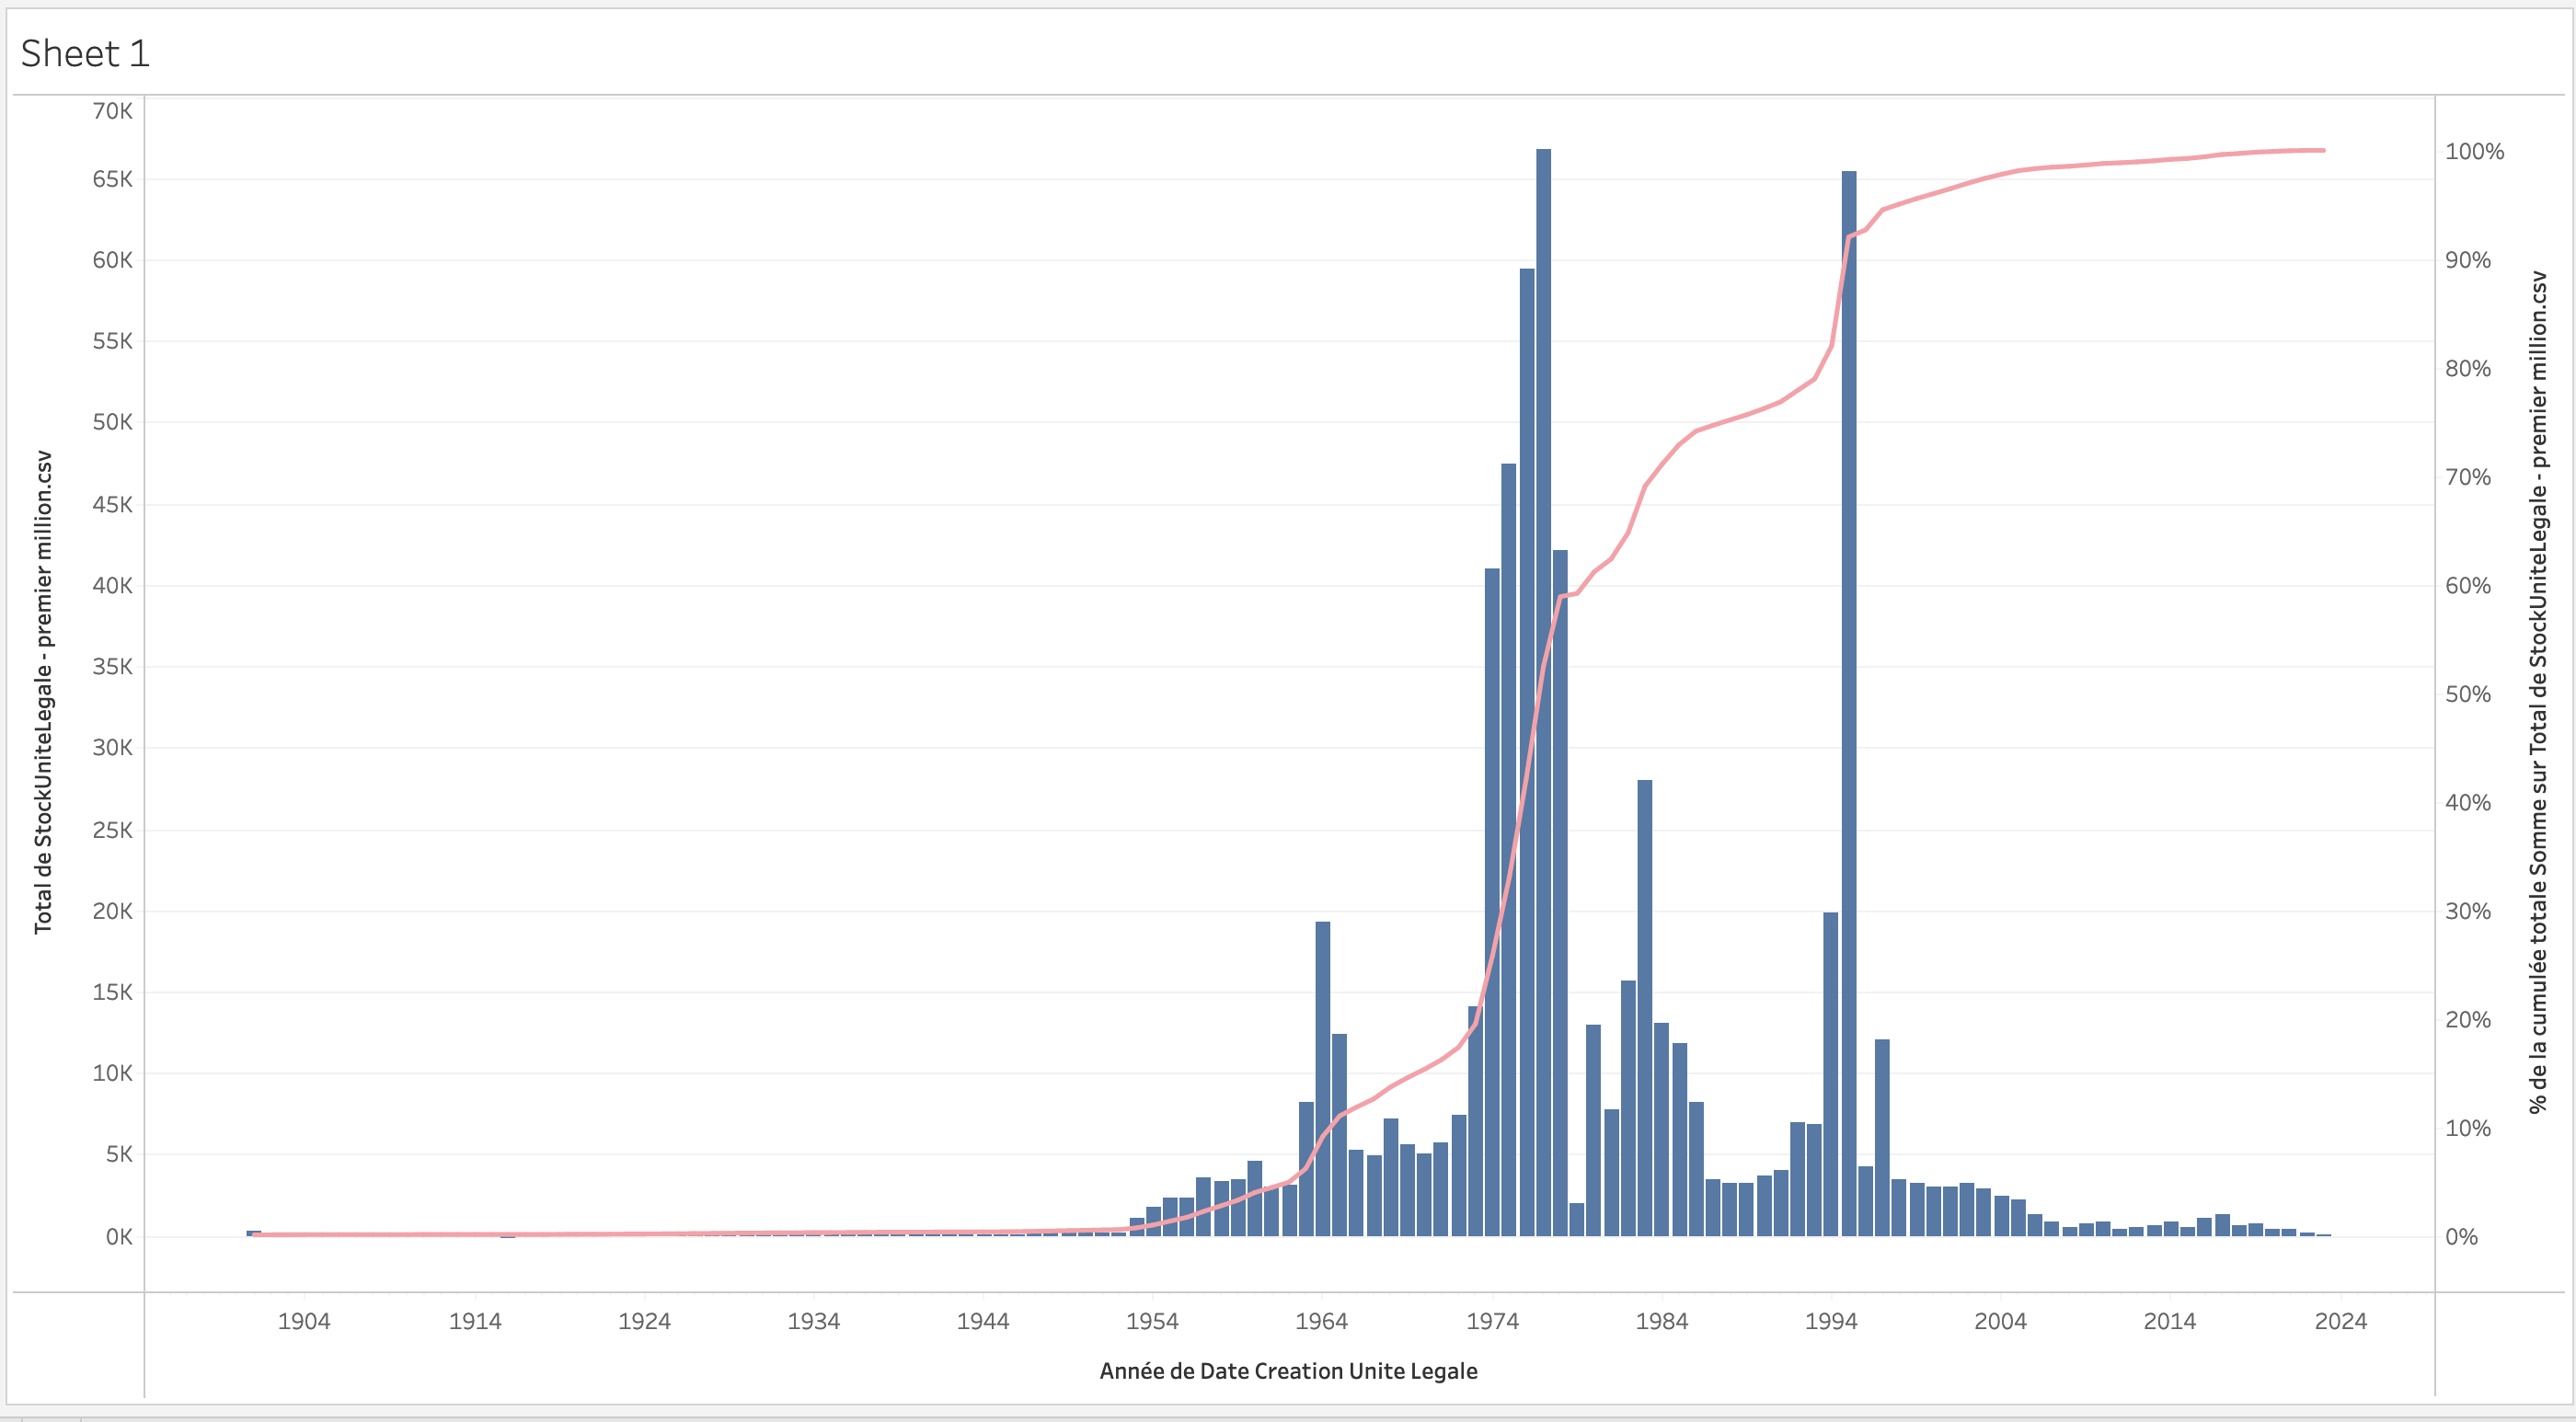 Sheet 1
70K
65K
60K
55K
50K
45K
40K
35K
30K
25K
20K
15K
10K
5K
0K
Total de StockUniteLegale - premier million.csv
100%
90%
80%
70%
60%
50%
40%
30%
20%
10%
0%
% de la cumulée totale Somme sur Total de StockUniteLegale - premier million.csv
1904 1914 1924 1934 1944 1954 1964 1974 1984 1994 2004 2014 2024
Année de Date Creation Unite Legale